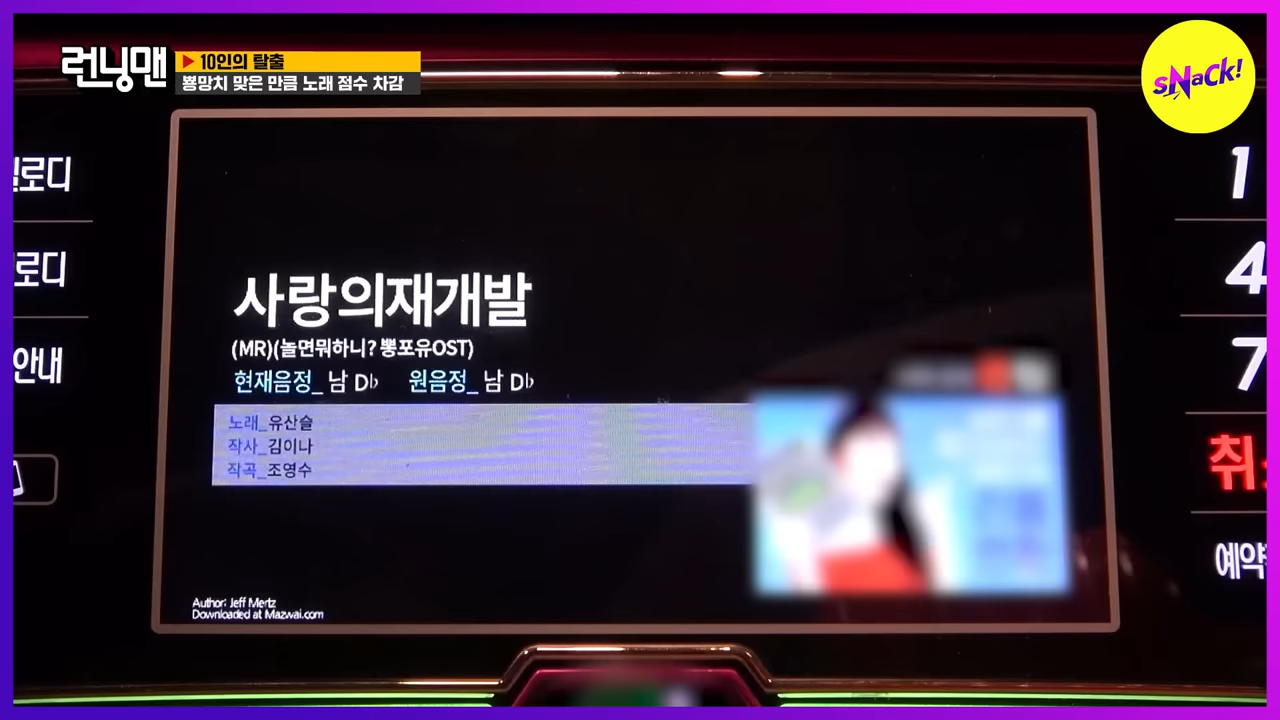 런닝맨
▶ 10인의 탈출
뿅망치 맞은 만큼 노래 점수 차감
sNacK!
로디
로디
안내
사랑의재개발
(MR)(놀면뭐하니? 뽕포유OST)
현재음정_ 남 D♭ 원음정_ 남 D♭
노래_유산슬
작사_김이나
작곡_조영수
Author: Jeff Mertz
Downloaded at Mazwai.com
1
4
7
취
예약